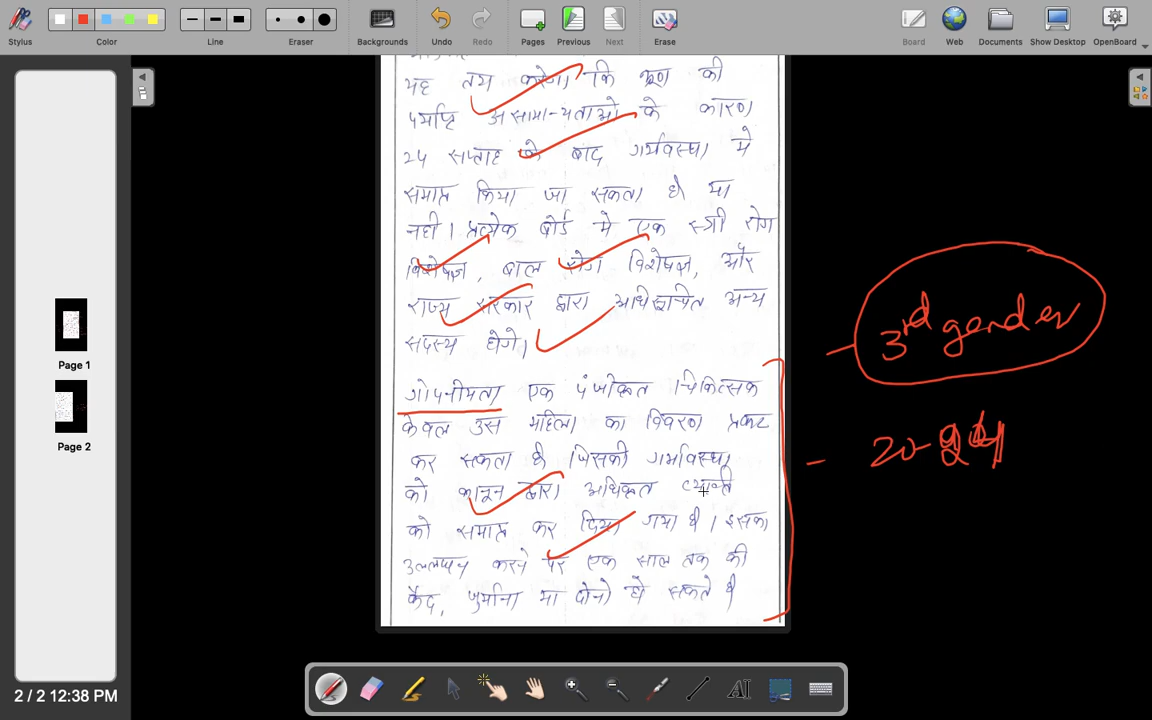 Stylus Color Line Eraser Backgrounds Undo Redo Pages Previous Next Erase Board Web Documents Show Desktop OpenBoard
यह तय करेगा कि भ्रूण की
पर्याप्त असामान्यताओ के कारण
24 सप्ताह के बाद गर्भावस्था मे
समाप्त किया जा सकता है या
नही। प्रत्येक बोर्ड मे एक स्त्री रोग
विशेषज्ञ, बाल रोग विशेषज्ञ, और
राज्य सरकार द्वारा अधिसूचित अन्य
सदस्य होगे।
गोपनीयता एक पंजीकृत चिकित्सक
केवल उस महिला का विवरण प्रकट
कर सकता है जिसकी गर्भावस्था
को कानून द्वारा अधिकृत व्यक्ति
को समाप्त कर दिया गया है। इसका
उल्लघन करने पर एक साल तक की
कैद, जुर्माना या दोनो हो सकते है
3rd gender
20-24
Page 1
Page 2
2 / 2 12:38 PM